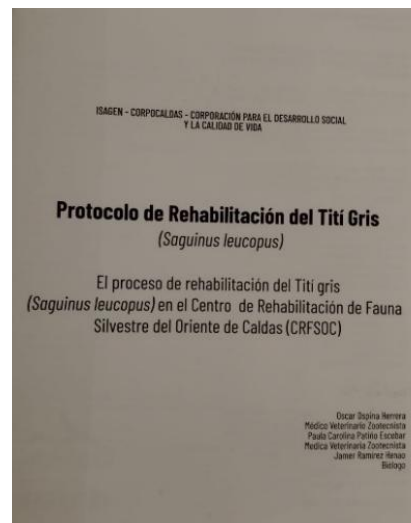 ISAGEN - CORPOCALDAS - CORPORACIÓN PARA EL DESARROLLO SOCIAL
Y LA CALIDAD DE VIDA
Protocolo de Rehabilitación del Tití Gris
(Saguinus leucopus)
El proceso de rehabilitación del Tití gris
(Saguinus leucopus) en el Centro de Rehabilitación de Fauna
Silvestre del Oriente de Caldas (CRFSOC)
Oscar Ospina Herrera
Médico Veterinario Zootecnista
Paula Carolina Patiño Escobar
Medica Veterinaria Zootecnista
Jamer Ramirez Henao
Biologo